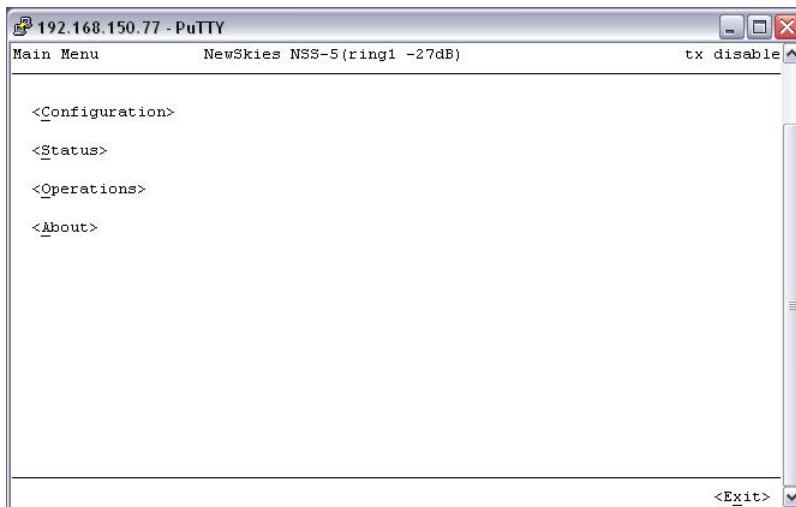 192.168.150.77 - PuTTY
Main Menu NewSkies NSS-5(ring1 -27dB) tx disable
<Configuration>
<Status>
<Operations>
<About>
<Exit>